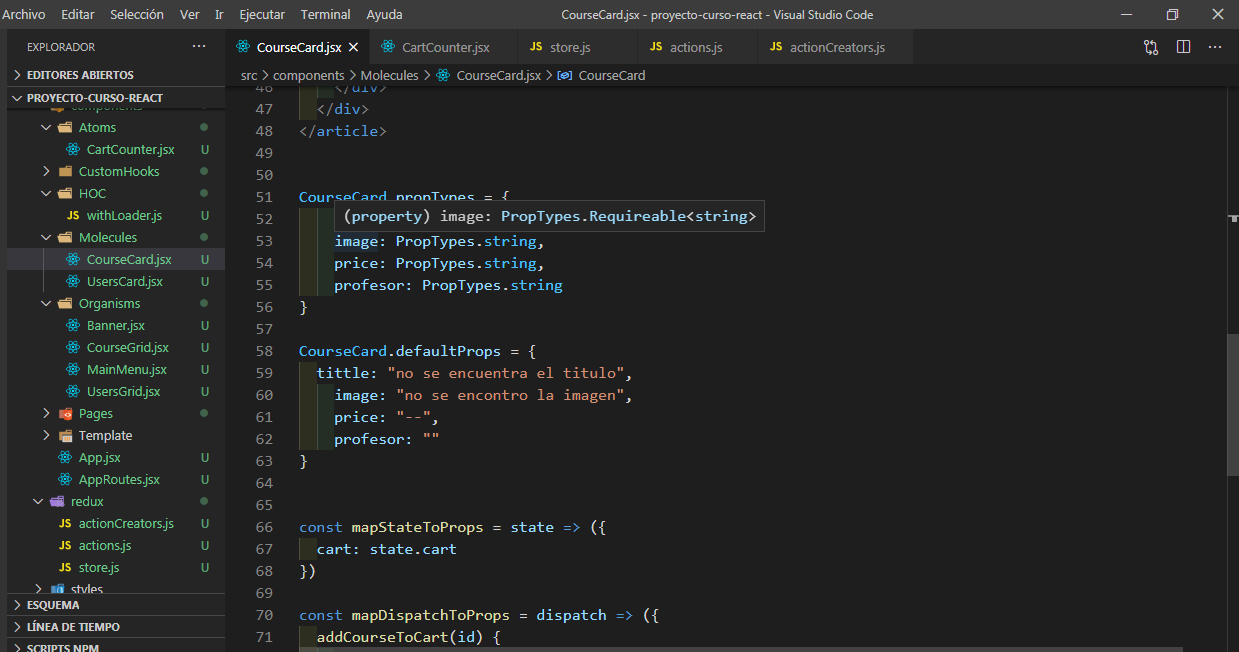 Archivo Editar Selección Ver Ir Ejecutar Terminal Ayuda CourseCard.jsx - proyecto-curso-react - Visual Studio Code
EXPLORADOR ···
EDITORES ABIERTOS
PROYECTO-CURSO-REACT
components
Atoms
CartCounter.jsx U
CustomHooks
HOC
JS withLoader.js U
Molecules
CourseCard.jsx U
UsersCard.jsx U
Organisms
Banner.jsx U
CourseGrid.jsx U
MainMenu.jsx U
UsersGrid.jsx U
Pages
Template
App.jsx U
AppRoutes.jsx U
redux
JS actionCreators.js U
JS actions.js U
JS store.js U
styles
ESQUEMA
LÍNEA DE TIEMPO
SCRIPTS NPM
CourseCard.jsx CartCounter.jsx JS store.js JS actions.js JS actionCreators.js ···
src > components > Molecules > CourseCard.jsx > CourseCard
46 </div>
47 </div>
48 </article>
49
50
51 CourseCard.propTypes = {
52 (property) image: PropTypes.Requireable<string>
53 image: PropTypes.string,
54 price: PropTypes.string,
55 profesor: PropTypes.string
56 }
57
58 CourseCard.defaultProps = {
59 tittle: "no se encuentra el titulo",
60 image: "no se encontro la imagen",
61 price: "--",
62 profesor: ""
63 }
64
65
66 const mapStateToProps = state => ({
67 cart: state.cart
68 })
69
70 const mapDispatchToProps = dispatch => ({
71 addCourseToCart(id) {